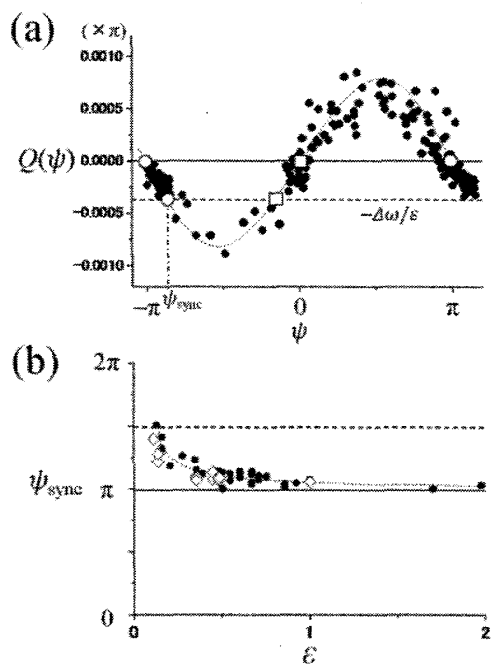 (a)
(×π)
0.0010
0.0005
Q(ψ) 0.0000
-0.0005
-0.0010
-Δω/ε
-π ψsync 0 π
ψ
(b)
2π
ψsync π
0
0 1 2
ε